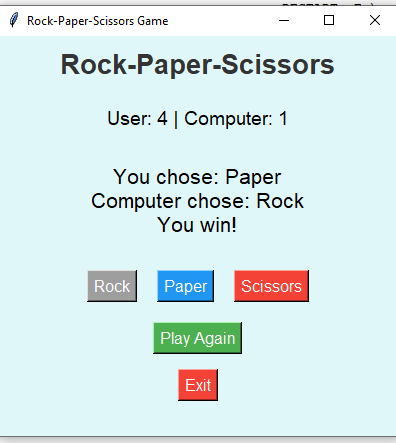 Rock-Paper-Scissors Game
Rock-Paper-Scissors
User: 4 | Computer: 1
You chose: Paper
Computer chose: Rock
You win!
Rock Paper Scissors
Play Again
Exit